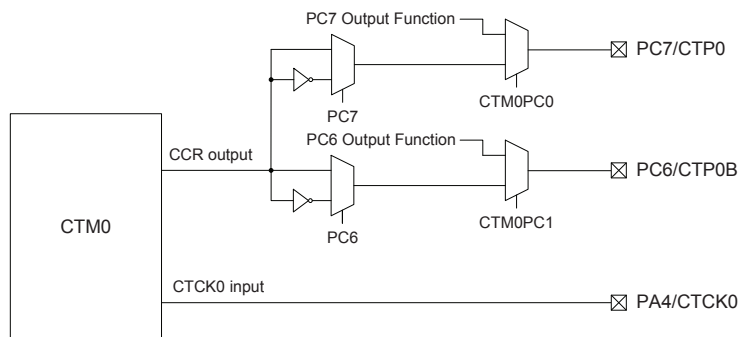 PC7 Output Function
PC7/CTP0
PC7
CTM0PC0
PC6 Output Function
CCR output
PC6/CTP0B
PC6
CTM0PC1
CTM0
CTCK0 input
PA4/CTCK0